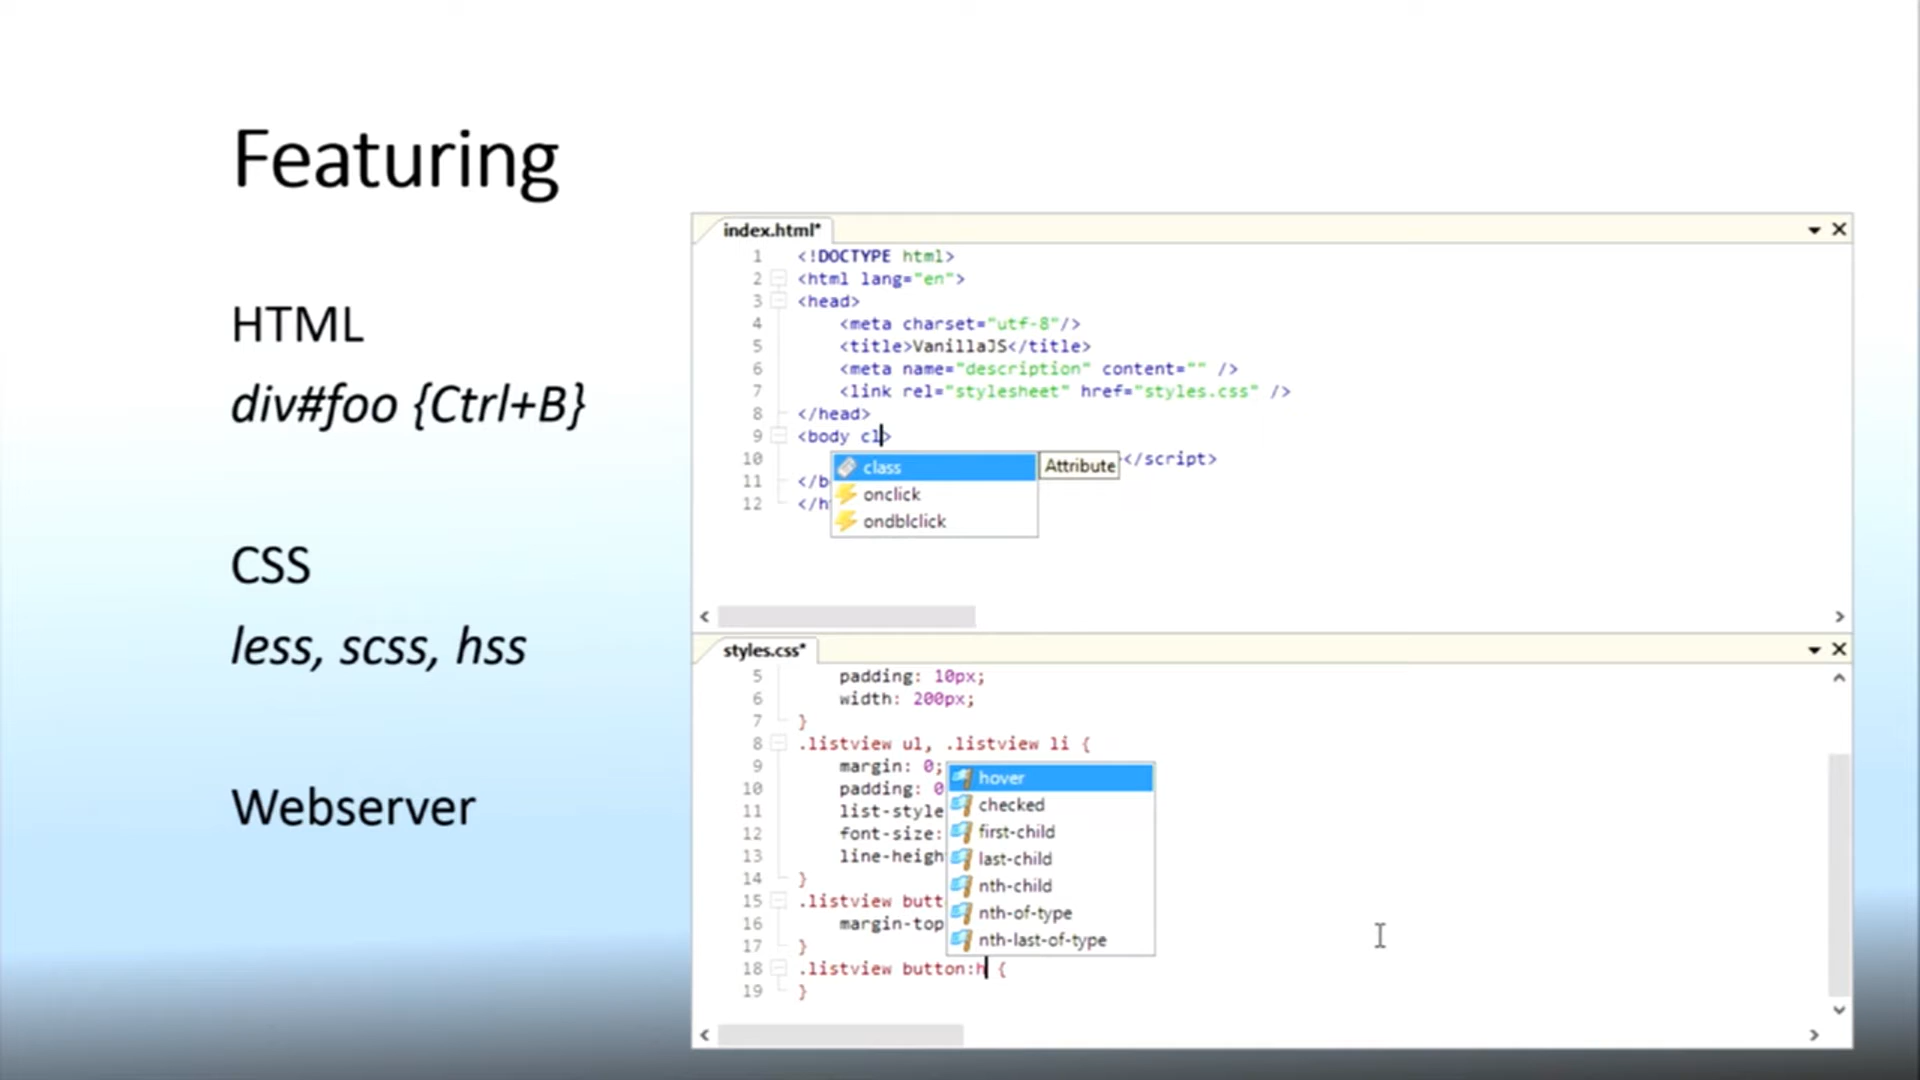 Featuring
HTML
div#foo {Ctrl+B}
CSS
less, scss, hss
Webserver
index.html*
1 <!DOCTYPE html>
2 <html lang="en">
3 <head>
4 <meta charset="utf-8"/>
5 <title>VanillaJS</title>
6 <meta name="description" content="" />
7 <link rel="stylesheet" href="styles.css" />
8 </head>
9 <body cl>
10 </script>
11 </b
12 </h
class
Attribute
onclick
ondblclick
styles.css*
5 padding: 10px;
6 width: 200px;
7 }
8 .listview ul, .listview li {
9 margin: 0;
10 padding: 0
11 list-style
12 font-size:
13 line-heigh
14 }
15 .listview butt
16 margin-top
17 }
18 .listview button:h {
19 }
hover
checked
first-child
last-child
nth-child
nth-of-type
nth-last-of-type